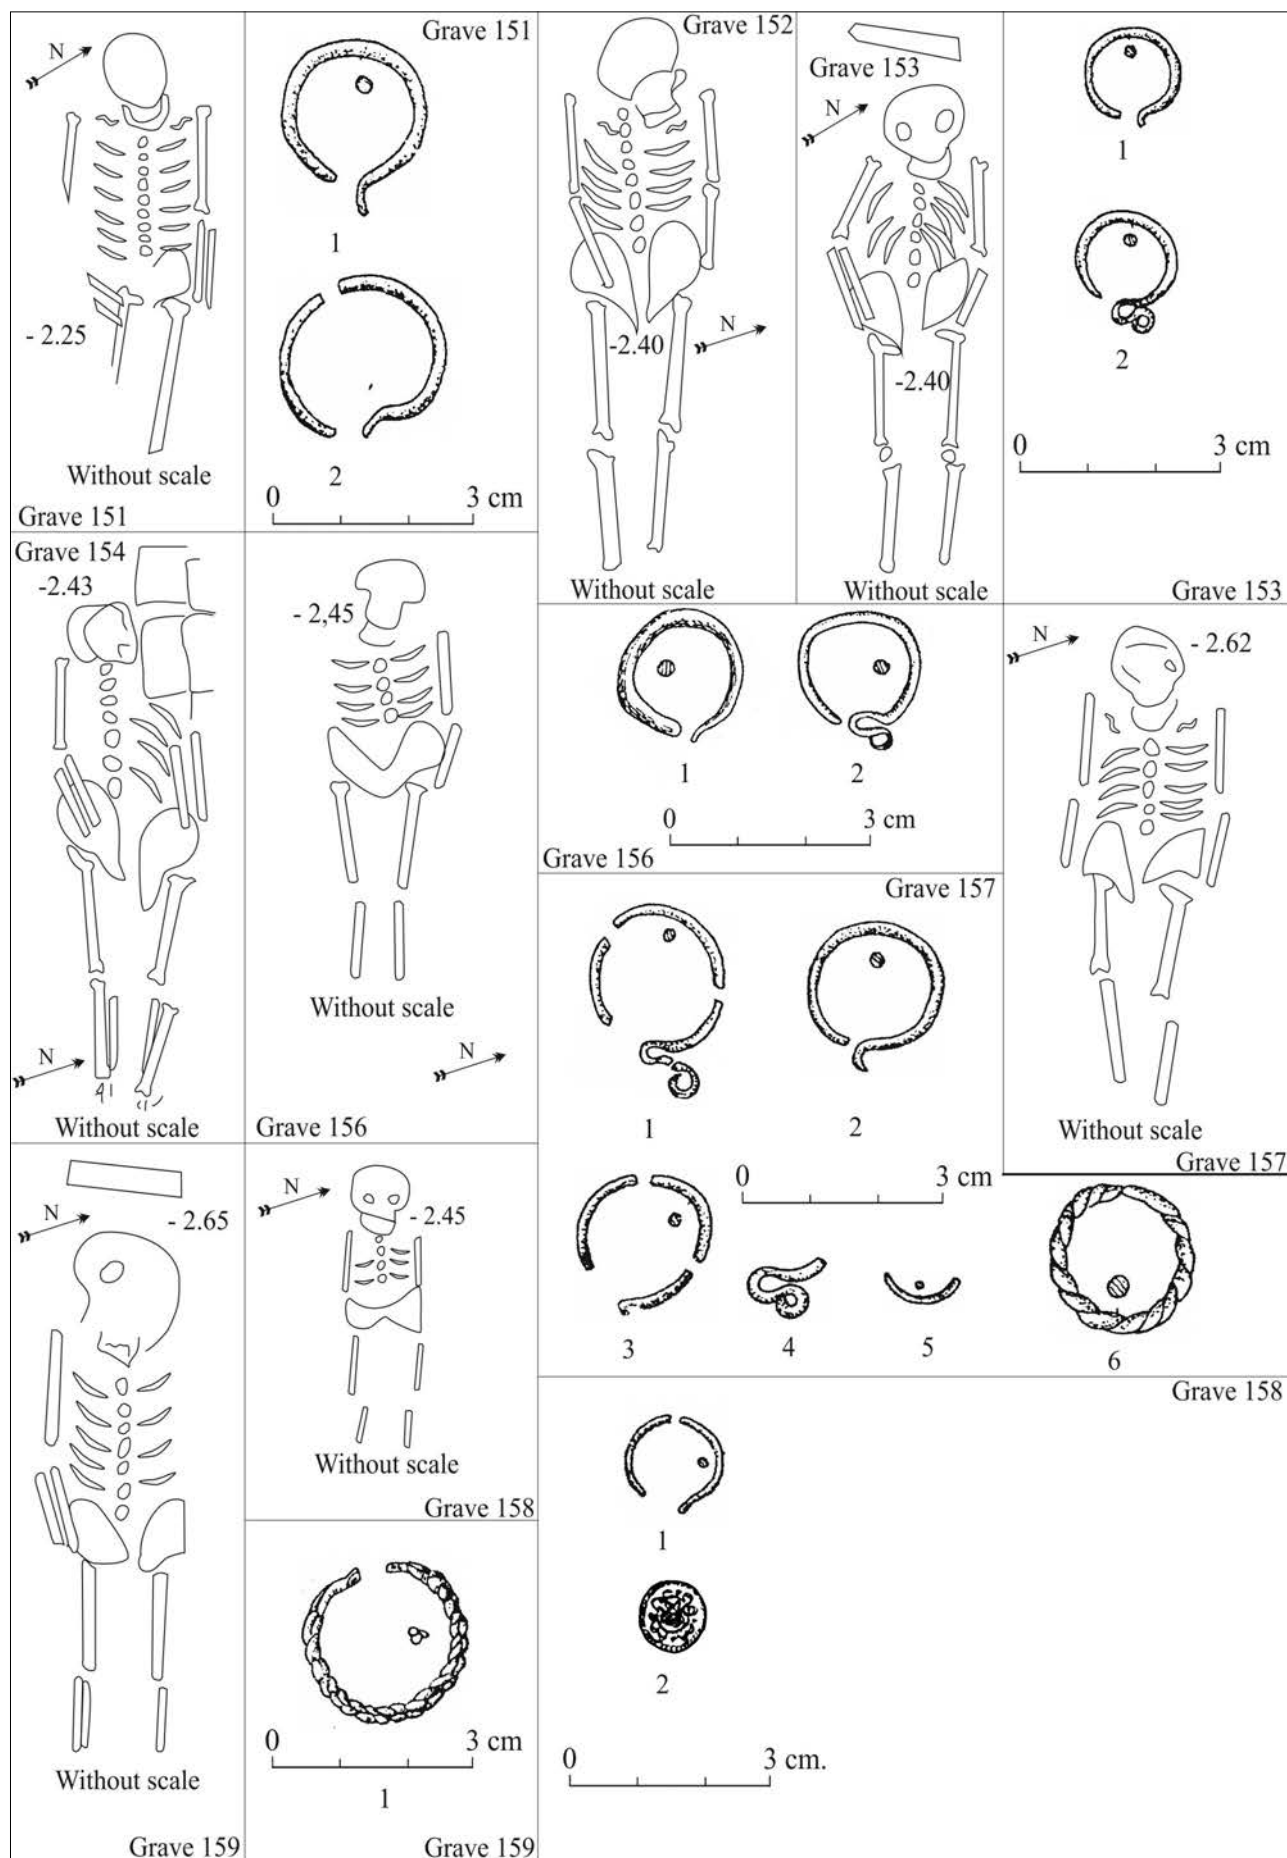 N
- 2.25
Without scale
Grave 151
Grave 151
1
2
0 3 cm
Grave 152
-2.40
N
Without scale
Grave 153
N
-2.40
Without scale
1
2
0 3 cm
Grave 153
Grave 154
-2.43
N
Without scale
- 2,45
Without scale
N
Grave 156
1 2
0 3 cm
Grave 156
N
- 2.62
Without scale
Grave 157
Grave 157
1 2
0 3 cm
3 4 5 6
N
- 2.65
Without scale
Grave 159
N
- 2.45
Without scale
Grave 158
0 3 cm
1
Grave 159
Grave 158
1
2
0 3 cm.